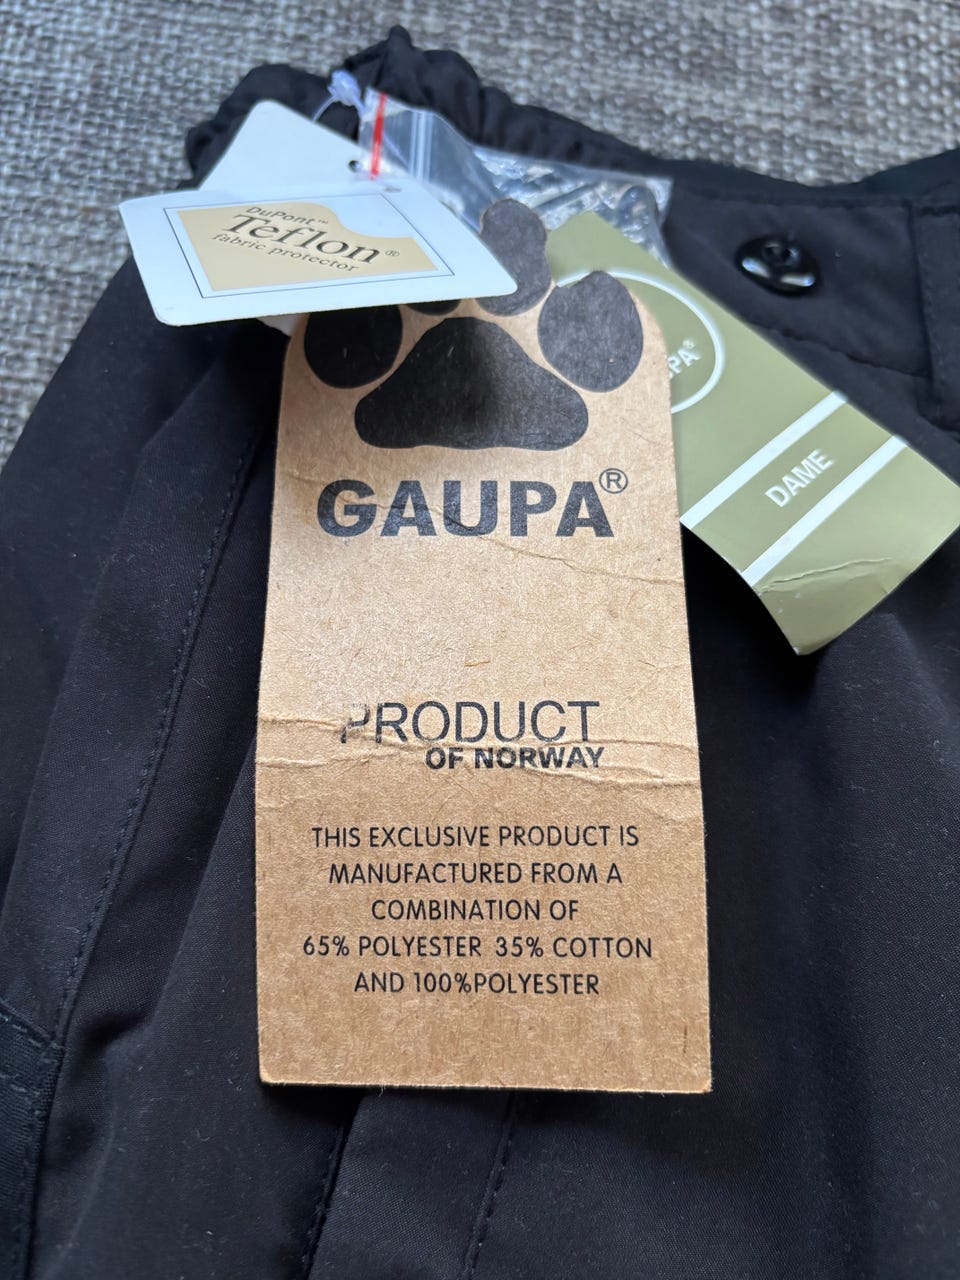 DuPont™
Teflon®
fabric protector
PA®
DAME
GAUPA®
PRODUCT
OF NORWAY
THIS EXCLUSIVE PRODUCT IS
MANUFACTURED FROM A
COMBINATION OF
65% POLYESTER 35% COTTON
AND 100%POLYESTER